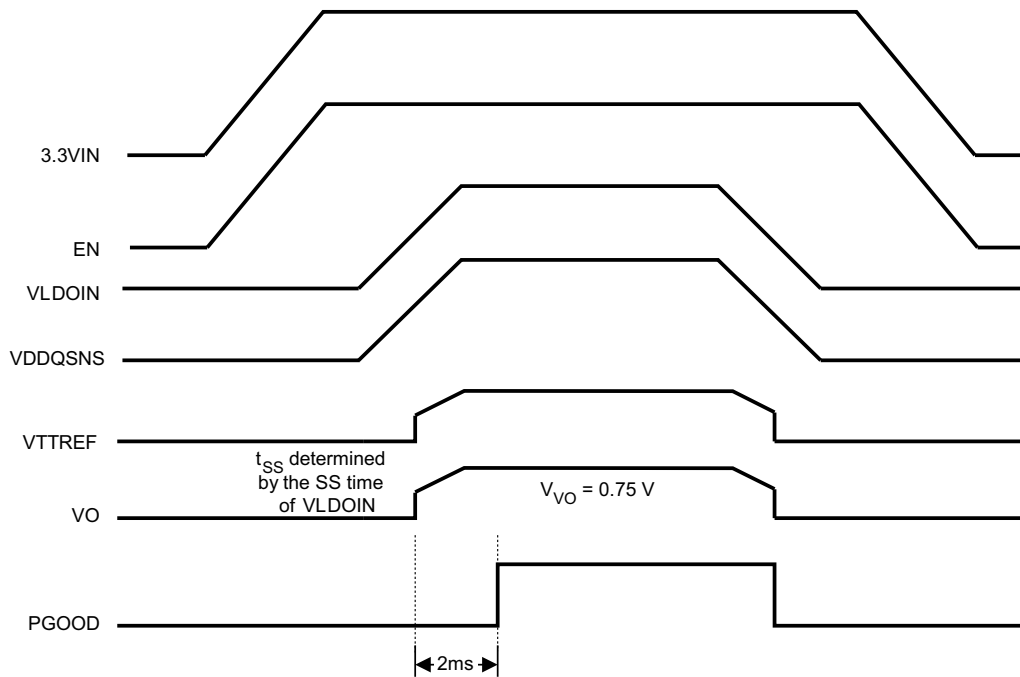 3.3VIN
EN
VLDOIN
VDDQSNS
VTTREF
tSS determined
by the SS time
of VLDOIN
VO
VVO = 0.75 V
PGOOD
2ms